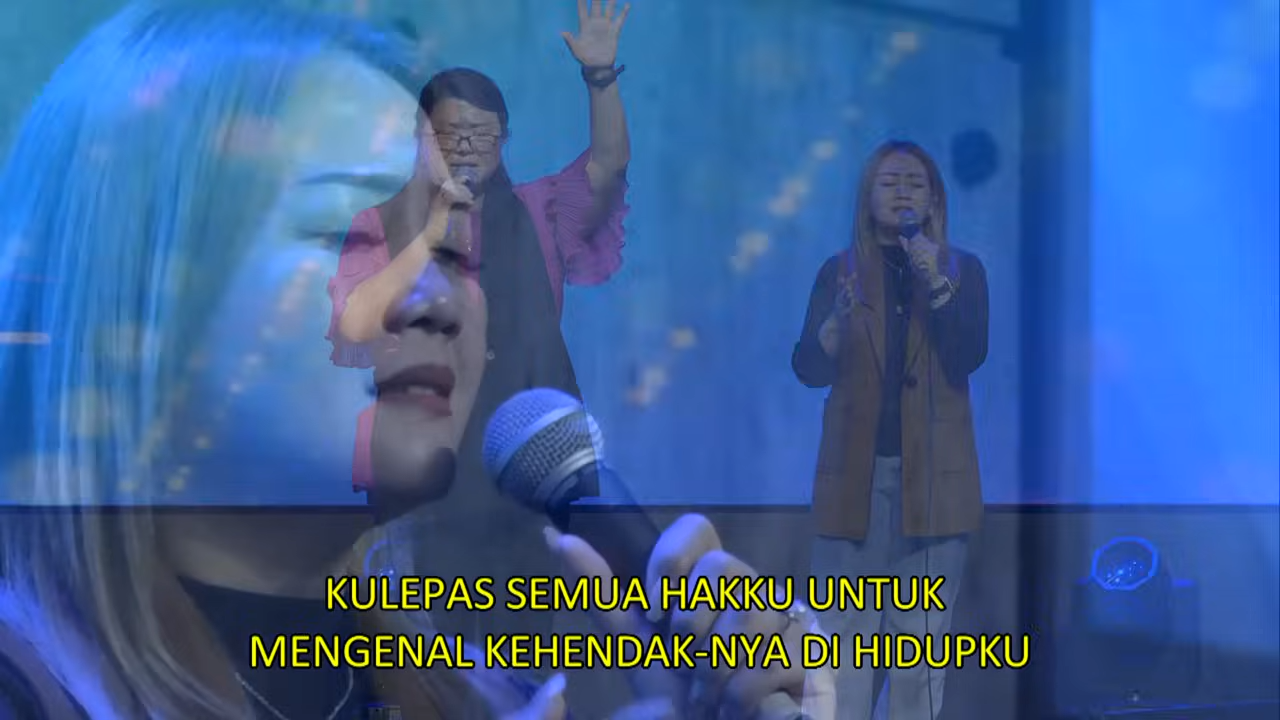 KULEPAS SEMUA HAKKU UNTUK
MENGENAL KEHENDAK-NYA DI HIDUPKU